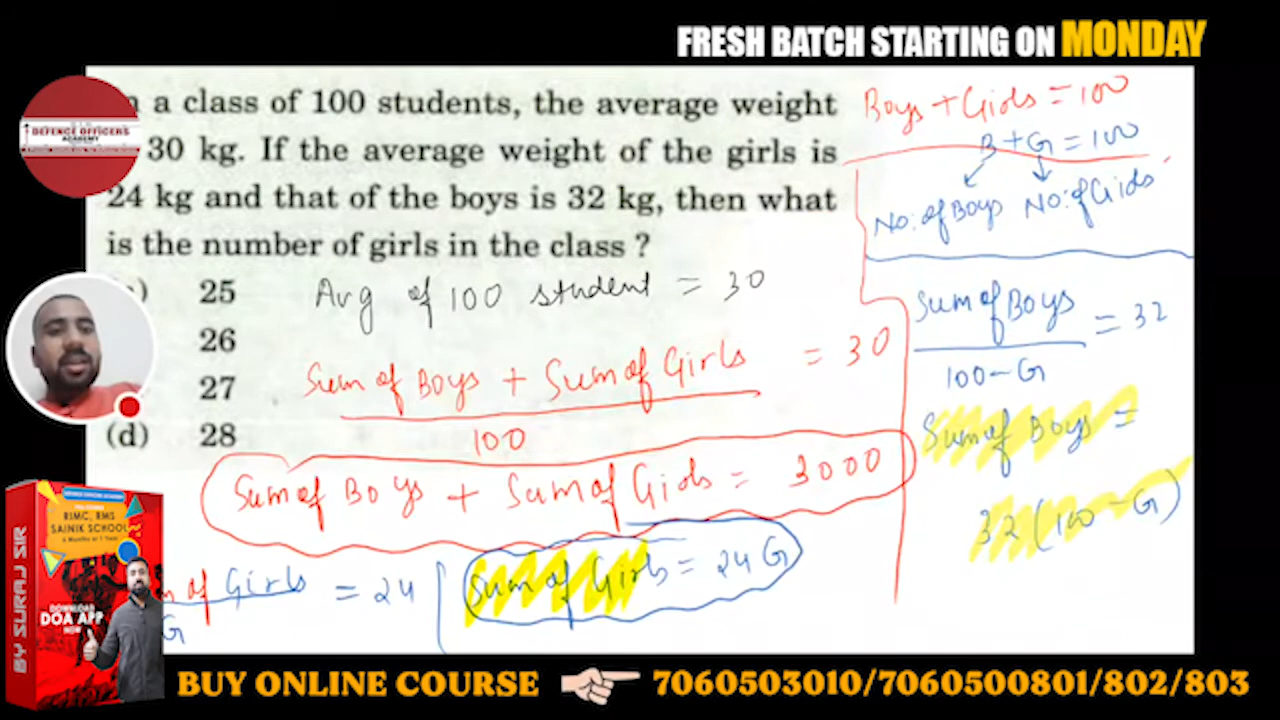 FRESH BATCH STARTING ON MONDAY
a class of 100 students, the average weight
30 kg. If the average weight of the girls is
24 kg and that of the boys is 32 kg, then what
is the number of girls in the class ?
25
26
27
(d) 28
Avg of 100 student = 30
Sum of Boys + Sum of Girls = 30
100
Sum of Boys + Sum of Girls = 3000
of Girls = 24
G
Sum of Girls = 24 G
Boys + Girls = 100
B + G = 100
No: of Boys No: of Girls
Sum of Boys = 32
100 - G
Sum of Boys =
32 (100 - G)
DEFENCE OFFICERS
ACADEMY
RIMC, RMS
SAINIK SCHOOL
DOWNLOAD
DOA APP
NOW
BY SURAJ SIR
BUY ONLINE COURSE 7060503010/7060500801/802/803